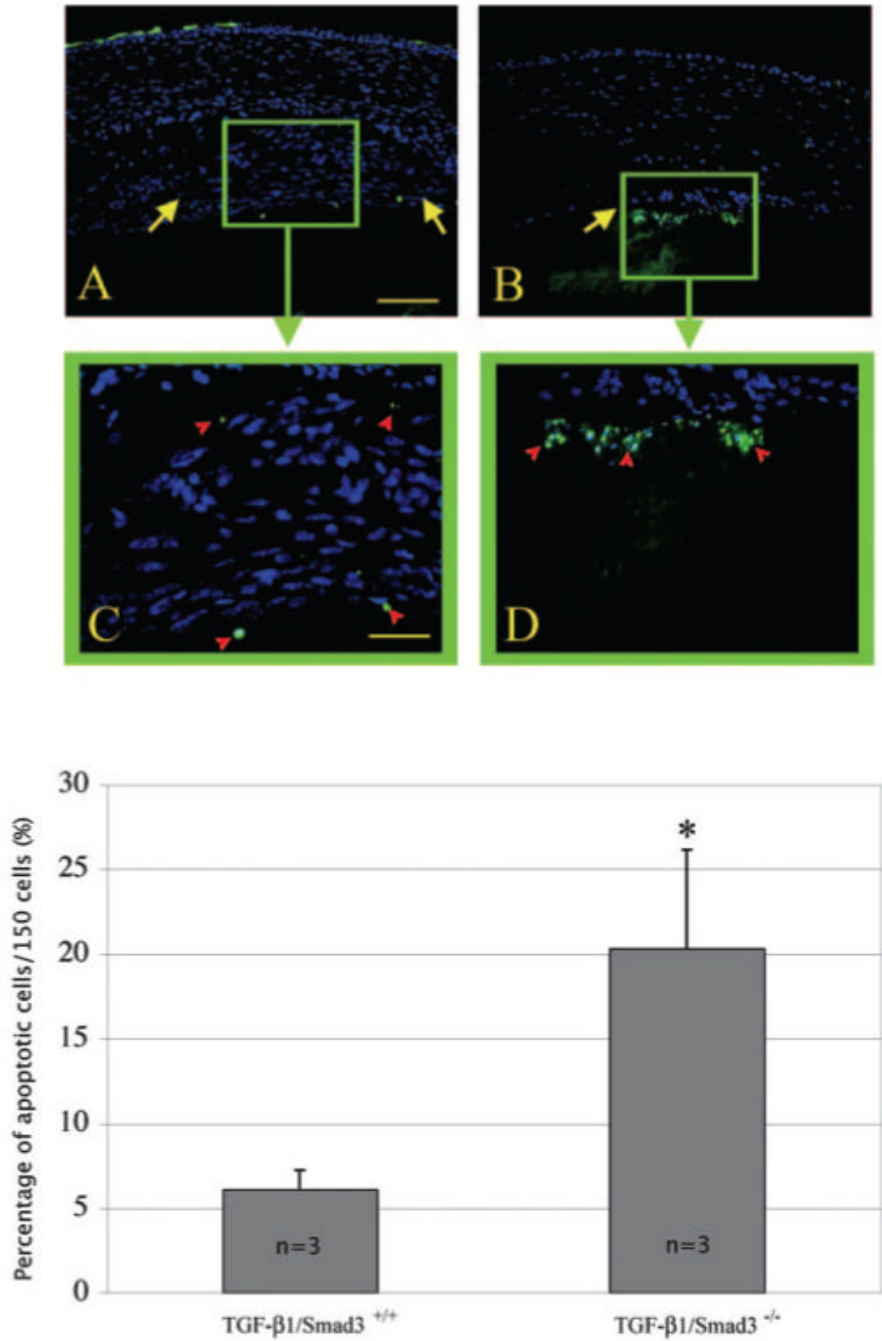 A
B
C
D
Percentage of apoptotic cells/150 cells (%)
30
25
20
15
10
5
0
*
n=3
n=3
TGF-β1/Smad3 +/+
TGF-β1/Smad3 -/-